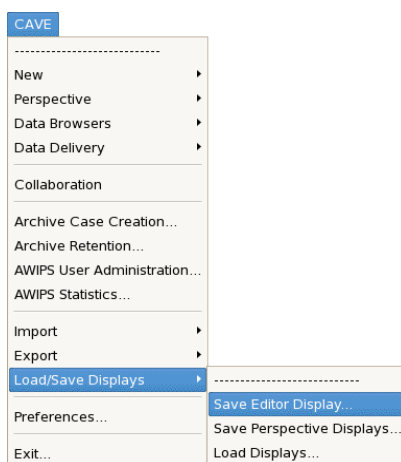 CAVE
---------------------------
New
Perspective
Data Browsers
Data Delivery
Collaboration
Archive Case Creation...
Archive Retention...
AWIPS User Administration...
AWIPS Statistics...
Import
Export
Load/Save Displays
Preferences...
Exit...
---------------------------
Save Editor Display...
Save Perspective Displays...
Load Displays...